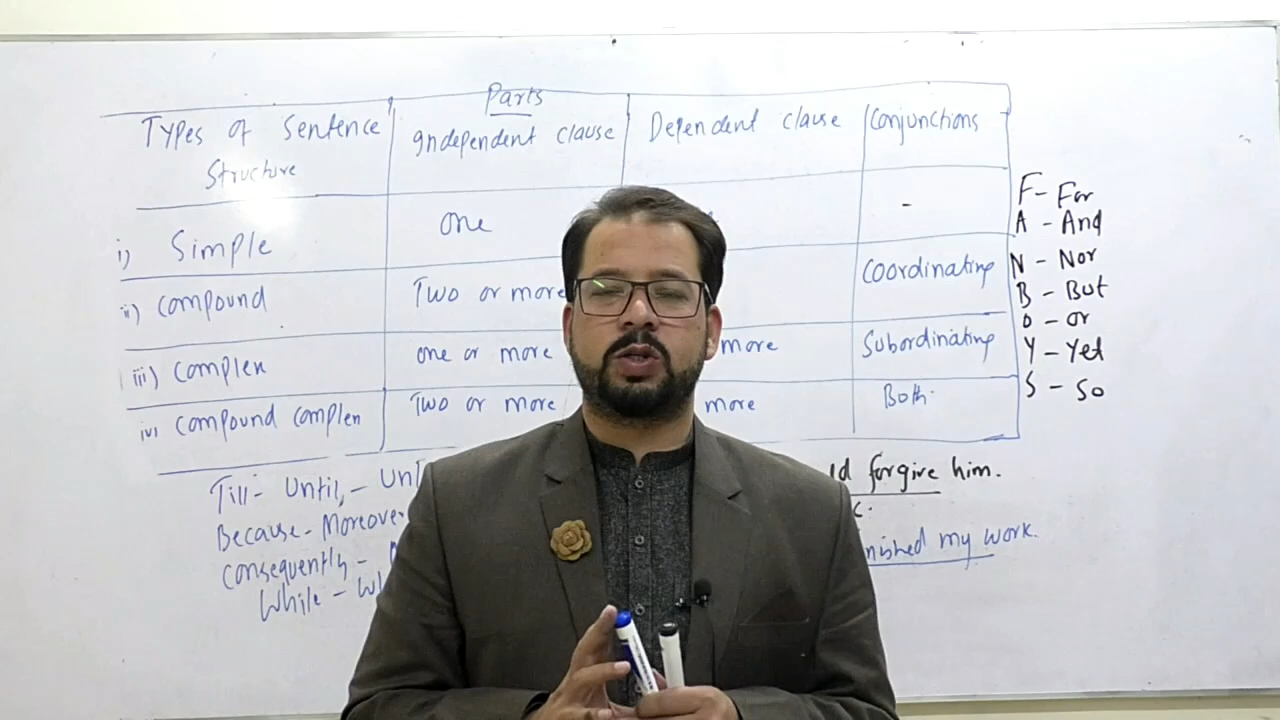 Parts
Types of Sentence Structure
Independent clause
Dependent clause
Conjunctions
i) Simple
one
-
ii) Compound
Two or more
Coordinating
iii) Complex
one or more
more
Subordinating
iv) Compound complex
Two or more
more
Both.
F - For
A - And
N - Nor
B - But
O - or
Y - Yet
S - So
Till - Until, -
Because - Moreover
Consequently -
While -
forgive him.
my work.